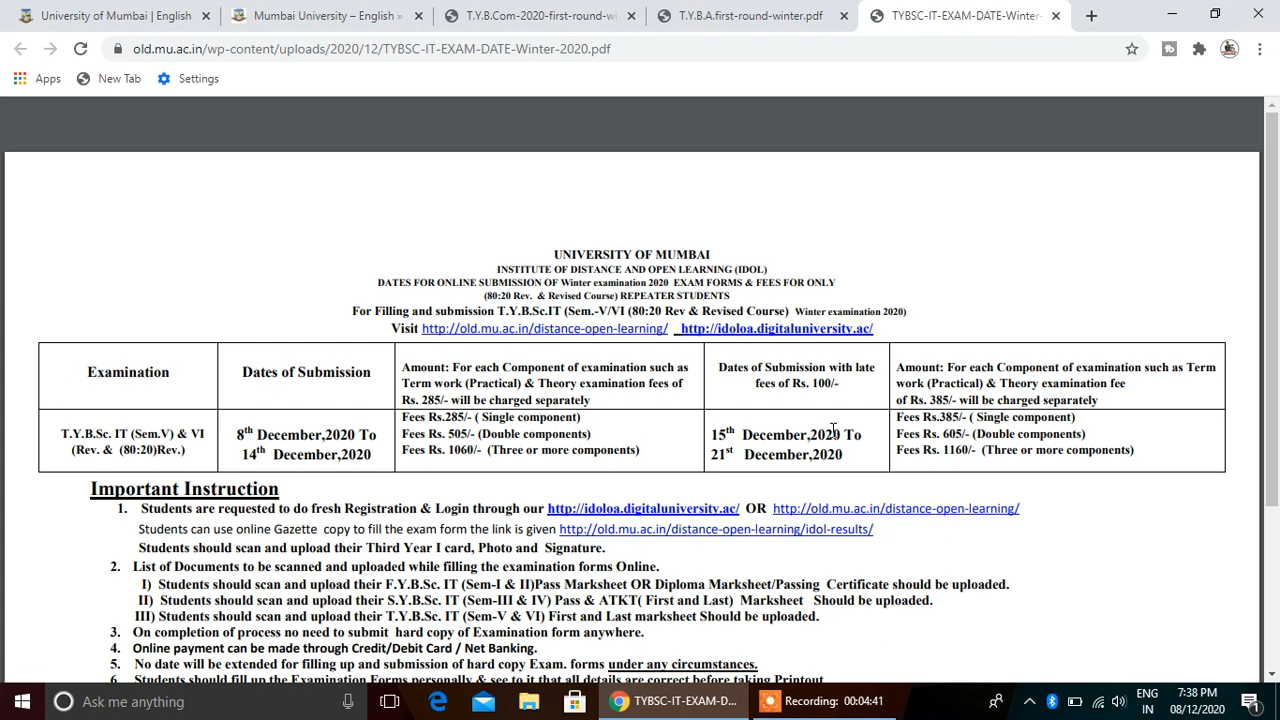 University of Mumbai | English
Mumbai University – English »
T.Y.B.Com-2020-first-round-wi
T.Y.B.A.first-round-winter.pdf
TYBSC-IT-EXAM-DATE-Winter-
old.mu.ac.in/wp-content/uploads/2020/12/TYBSC-IT-EXAM-DATE-Winter-2020.pdf
Apps New Tab Settings
UNIVERSITY OF MUMBAI
INSTITUTE OF DISTANCE AND OPEN LEARNING (IDOL)
DATES FOR ONLINE SUBMISSION OF Winter examination 2020 EXAM FORMS & FEES FOR ONLY
(80:20 Rev. & Revised Course) REPEATER STUDENTS
For Filling and submission T.Y.B.Sc.IT (Sem.-V/VI (80:20 Rev & Revised Course) Winter examination 2020)
Visit http://old.mu.ac.in/distance-open-learning/ http://idoloa.digitaluniversity.ac/
Examination
Dates of Submission
Amount: For each Component of examination such as
Term work (Practical) & Theory examination fees of
Rs. 285/- will be charged separately
Dates of Submission with late
fees of Rs. 100/-
Amount: For each Component of examination such as Term
work (Practical) & Theory examination fee
of Rs. 385/- will be charged separately
T.Y.B.Sc. IT (Sem.V) & VI
(Rev. & (80:20)Rev.)
8th December,2020 To
14th December,2020
Fees Rs.285/- ( Single component)
Fees Rs. 505/- (Double components)
Fees Rs. 1060/- (Three or more components)
15th December,2020 To
21st December,2020
Fees Rs.385/- ( Single component)
Fees Rs. 605/- (Double components)
Fees Rs. 1160/- (Three or more components)
Important Instruction
1. Students are requested to do fresh Registration & Login through our http://idoloa.digitaluniversity.ac/ OR http://old.mu.ac.in/distance-open-learning/
Students can use online Gazette copy to fill the exam form the link is given http://old.mu.ac.in/distance-open-learning/idol-results/
Students should scan and upload their Third Year I card, Photo and Signature.
2. List of Documents to be scanned and uploaded while filling the examination forms Online.
I) Students should scan and upload their F.Y.B.Sc. IT (Sem-I & II)Pass Marksheet OR Diploma Marksheet/Passing Certificate should be uploaded.
II) Students should scan and upload their S.Y.B.Sc. IT (Sem-III & IV) Pass & ATKT( First and Last) Marksheet Should be uploaded.
III) Students should scan and upload their T.Y.B.Sc. IT (Sem-V & VI) First and Last marksheet Should be uploaded.
3. On completion of process no need to submit hard copy of Examination form anywhere.
4. Online payment can be made through Credit/Debit Card / Net Banking.
5. No date will be extended for filling up and submission of hard copy Exam. forms under any circumstances.
6. Students should fill up the Examination Forms personally & see to it that all details are correct before taking Printout
Ask me anything
TYBSC-IT-EXAM-D...
Recording: 00:04:41
ENG
IN
7:38 PM
08/12/2020
1